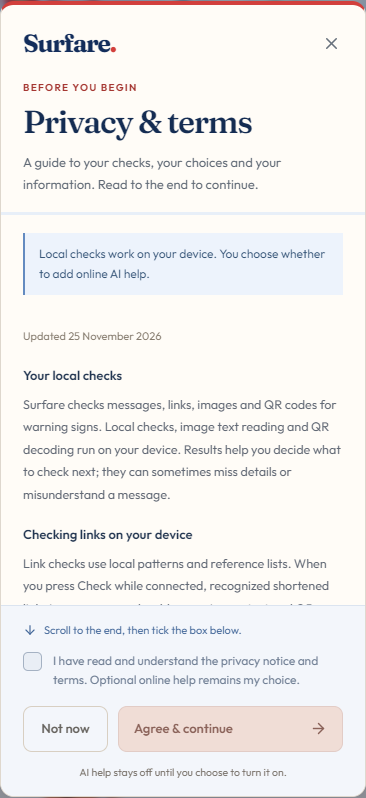 Surfare.
BEFORE YOU BEGIN
Privacy & terms
A guide to your checks, your choices and your
information. Read to the end to continue.
Local checks work on your device. You choose whether
to add online AI help.
Updated 25 November 2026
Your local checks
Surfare checks messages, links, images and QR codes for
warning signs. Local checks, image text reading and QR
decoding run on your device. Results help you decide what
to check next; they can sometimes miss details or
misunderstand a message.
Checking links on your device
Link checks use local patterns and reference lists. When
you press Check while connected, recognized shortened
Scroll to the end, then tick the box below.
I have read and understand the privacy notice and
terms. Optional online help remains my choice.
Not now
Agree & continue
AI help stays off until you choose to turn it on.